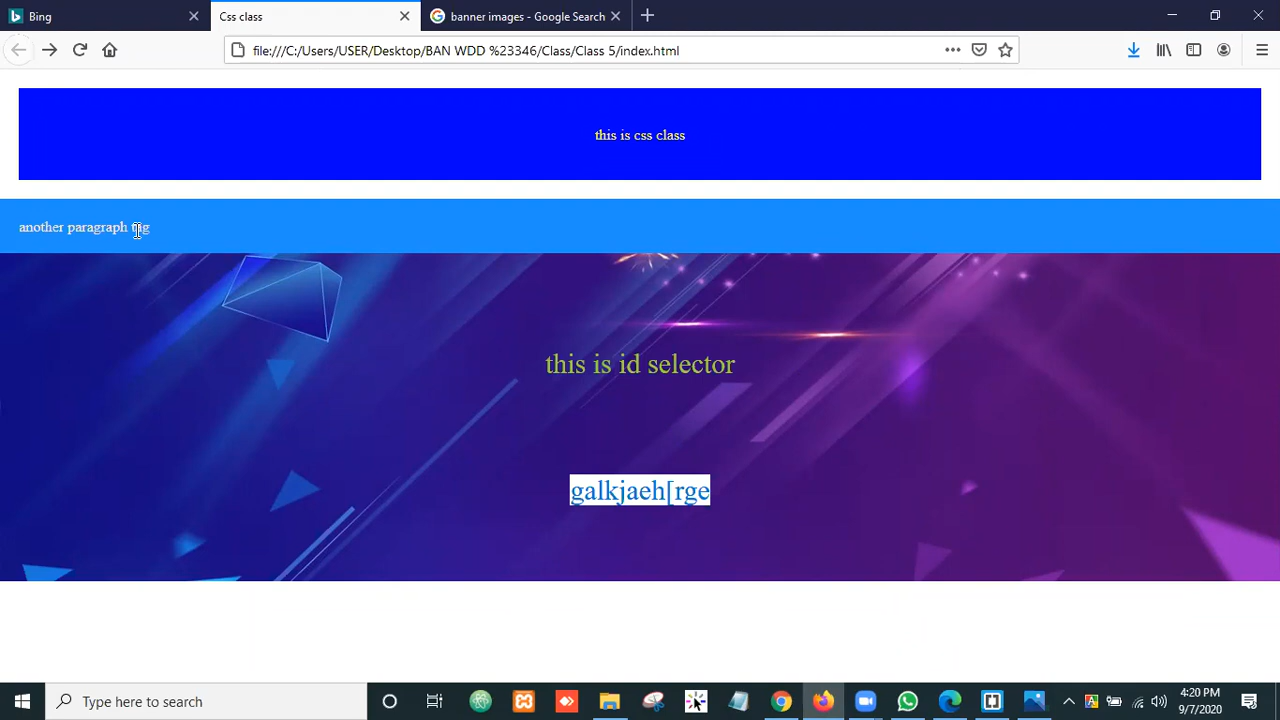 Bing
Css class
banner images - Google Search
file:///C:/Users/USER/Desktop/BAN WDD %23346/Class/Class 5/index.html
this is css class
another paragraph tag
this is id selector
galkjaeh[rge
Type here to search
4:20 PM
9/7/2020